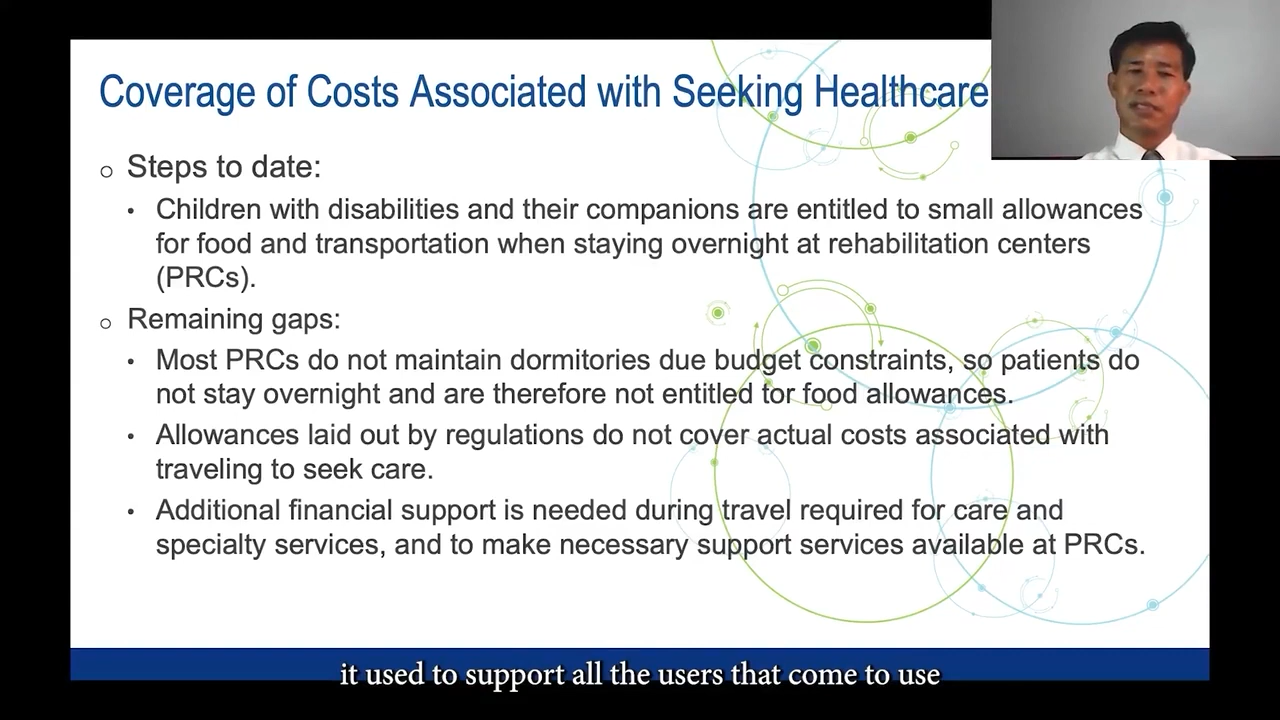 Coverage of Costs Associated with Seeking Healthcare
○ Steps to date:
• Children with disabilities and their companions are entitled to small allowances
for food and transportation when staying overnight at rehabilitation centers
(PRCs).
○ Remaining gaps:
• Most PRCs do not maintain dormitories due budget constraints, so patients do
not stay overnight and are therefore not entitled tor food allowances.
• Allowances laid out by regulations do not cover actual costs associated with
traveling to seek care.
• Additional financial support is needed during travel required for care and
specialty services, and to make necessary support services available at PRCs.
it used to support all the users that come to use